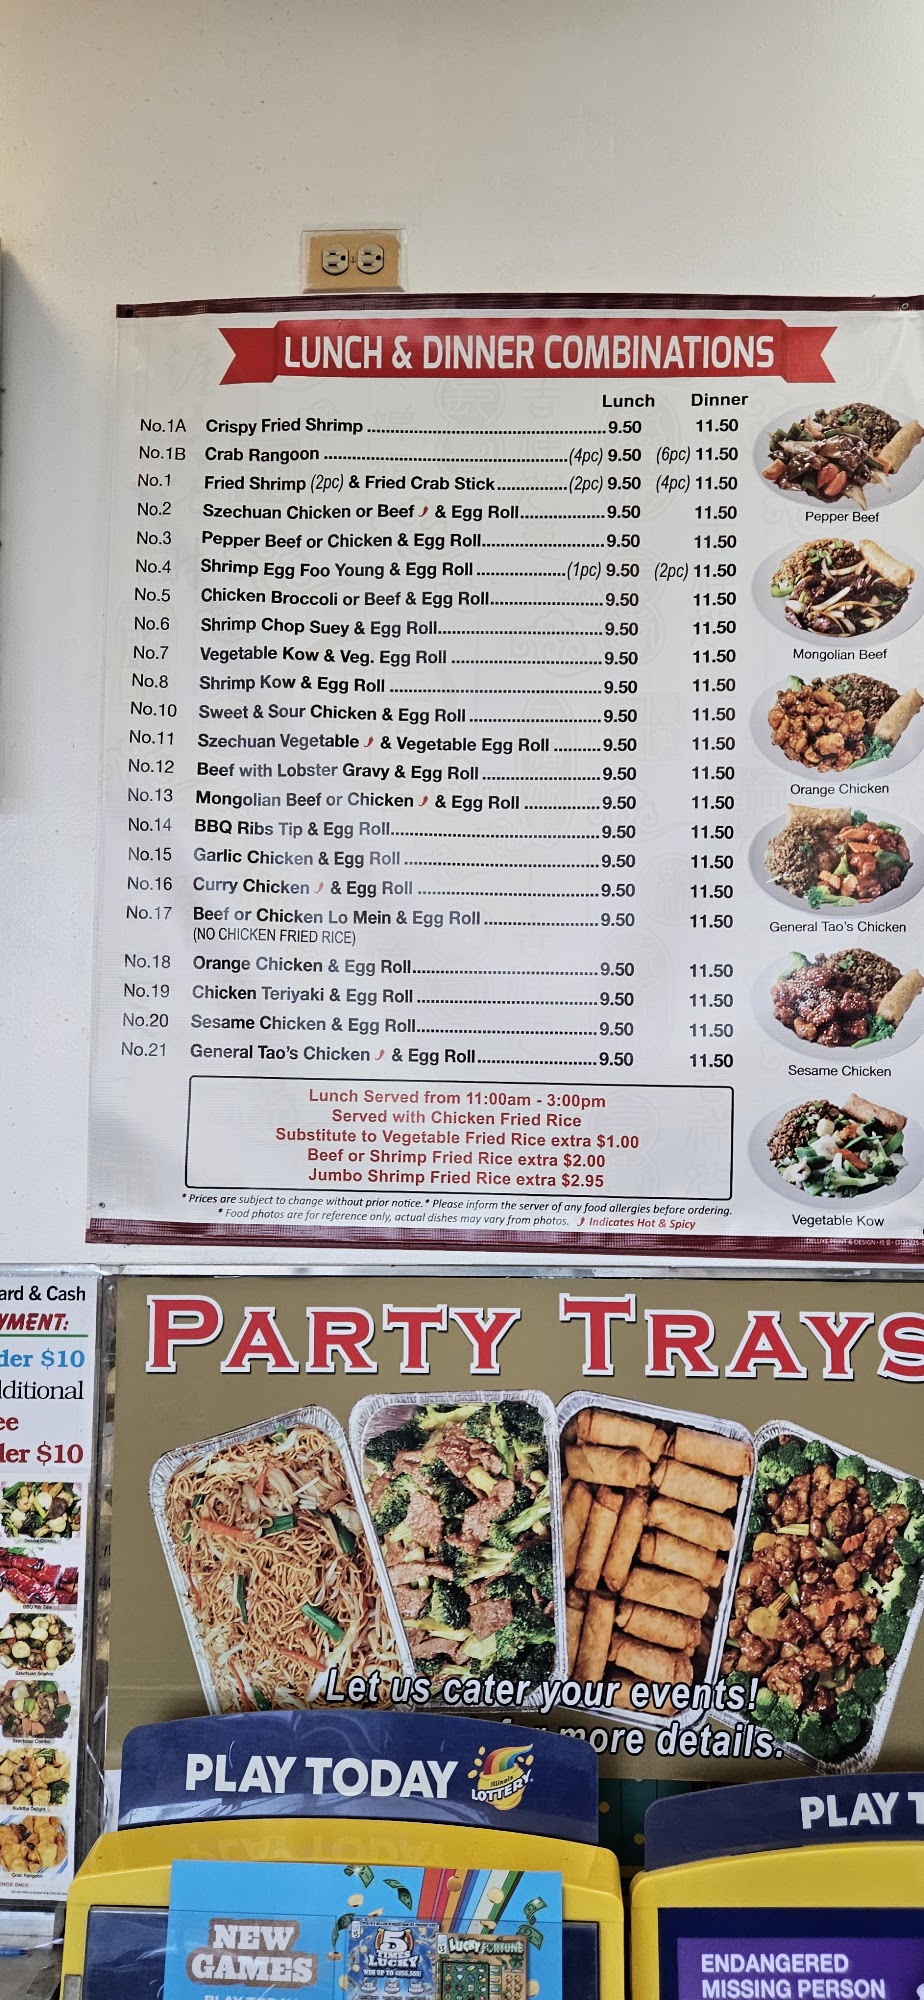 LUNCH & DINNER COMBINATIONS
Lunch Dinner
No.1A Crispy Fried Shrimp 9.50 11.50
No.1B Crab Rangoon (4pc) 9.50 (6pc) 11.50
No.1 Fried Shrimp (2pc) & Fried Crab Stick (2pc) 9.50 (4pc) 11.50
No.2 Szechuan Chicken or Beef & Egg Roll 9.50 11.50
No.3 Pepper Beef or Chicken & Egg Roll 9.50 11.50
No.4 Shrimp Egg Foo Young & Egg Roll (1pc) 9.50 (2pc) 11.50
No.5 Chicken Broccoli or Beef & Egg Roll 9.50 11.50
No.6 Shrimp Chop Suey & Egg Roll 9.50 11.50
No.7 Vegetable Kow & Veg. Egg Roll 9.50 11.50
No.8 Shrimp Kow & Egg Roll 9.50 11.50
No.10 Sweet & Sour Chicken & Egg Roll 9.50 11.50
No.11 Szechuan Vegetable & Vegetable Egg Roll 9.50 11.50
No.12 Beef with Lobster Gravy & Egg Roll 9.50 11.50
No.13 Mongolian Beef or Chicken & Egg Roll 9.50 11.50
No.14 BBQ Ribs Tip & Egg Roll 9.50 11.50
No.15 Garlic Chicken & Egg Roll 9.50 11.50
No.16 Curry Chicken & Egg Roll 9.50 11.50
No.17 Beef or Chicken Lo Mein & Egg Roll 9.50 11.50
(NO CHICKEN FRIED RICE)
No.18 Orange Chicken & Egg Roll 9.50 11.50
No.19 Chicken Teriyaki & Egg Roll 9.50 11.50
No.20 Sesame Chicken & Egg Roll 9.50 11.50
No.21 General Tao's Chicken & Egg Roll 9.50 11.50
Pepper Beef
Mongolian Beef
Orange Chicken
General Tao's Chicken
Sesame Chicken
Vegetable Kow
Lunch Served from 11:00am - 3:00pm
Served with Chicken Fried Rice
Substitute to Vegetable Fried Rice extra $1.00
Beef or Shrimp Fried Rice extra $2.00
Jumbo Shrimp Fried Rice extra $2.95
* Prices are subject to change without prior notice. * Please inform the server of any food allergies before ordering.
* Food photos are for reference only, actual dishes may vary from photos. Indicates Hot & Spicy
ard & Cash
YMENT:
der $10
ditional
ee
der $10
Deluxe Combo
BBQ Rib Side
Szechuan Combo
Buddha Delight
Crab Rangoon
PARTY TRAYS
Let us cater your events!
more details.
PLAY TODAY
Illinois
LOTTERY
NEW
GAMES
5
TIMES
LUCKY
LUCKY FORTUNE
PLAY T
ENDANGERED
MISSING PERSON